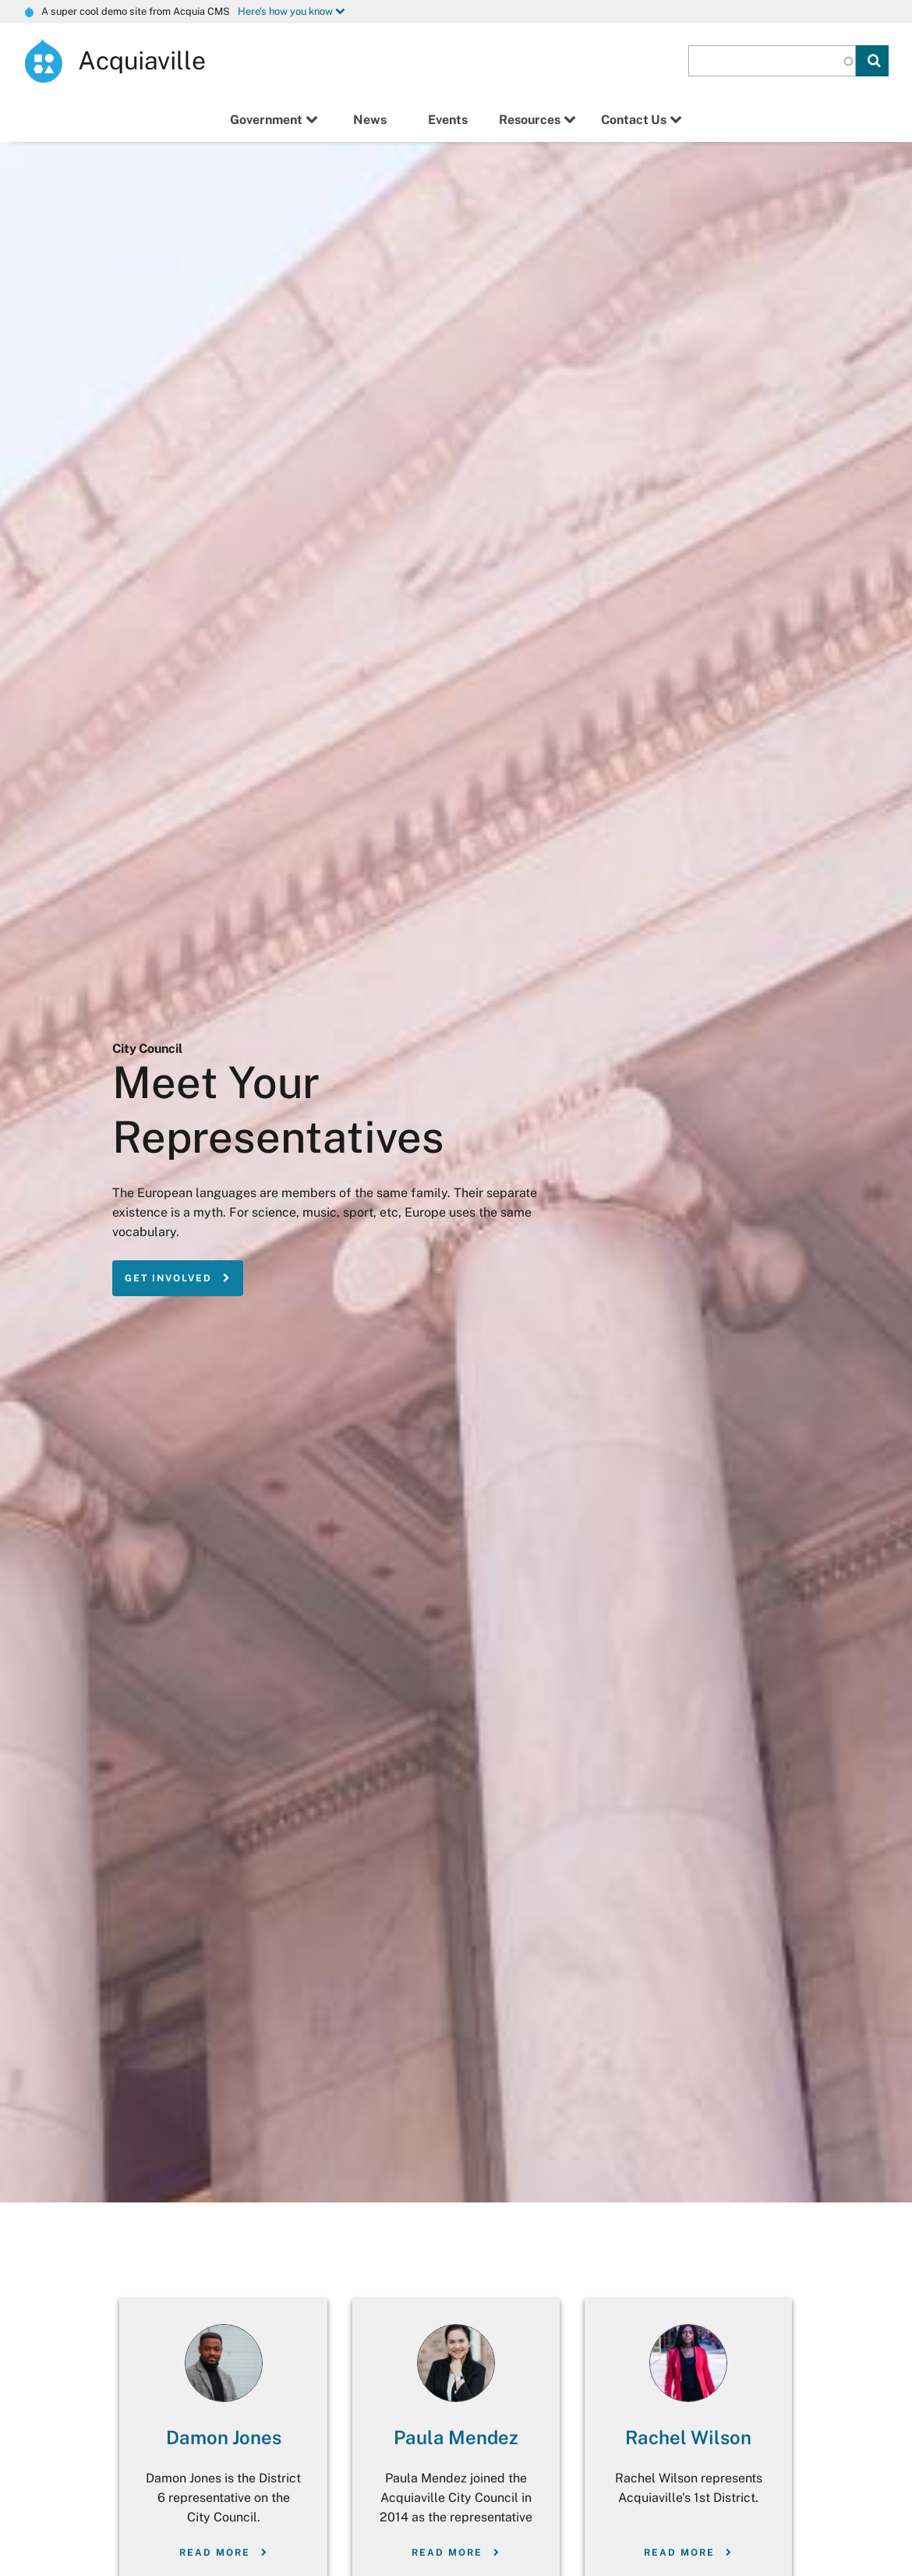 A super cool demo site from Acquia CMS Here's how you know
Acquiaville
Government News Events Resources Contact Us
City Council
Meet Your
Representatives
The European languages are members of the same family. Their separate
existence is a myth. For science, music, sport, etc, Europe uses the same
vocabulary.
GET INVOLVED
Damon Jones
Damon Jones is the District
6 representative on the
City Council.
READ MORE
Paula Mendez
Paula Mendez joined the
Acquiaville City Council in
2014 as the representative
READ MORE
Rachel Wilson
Rachel Wilson represents
Acquiaville's 1st District.
READ MORE